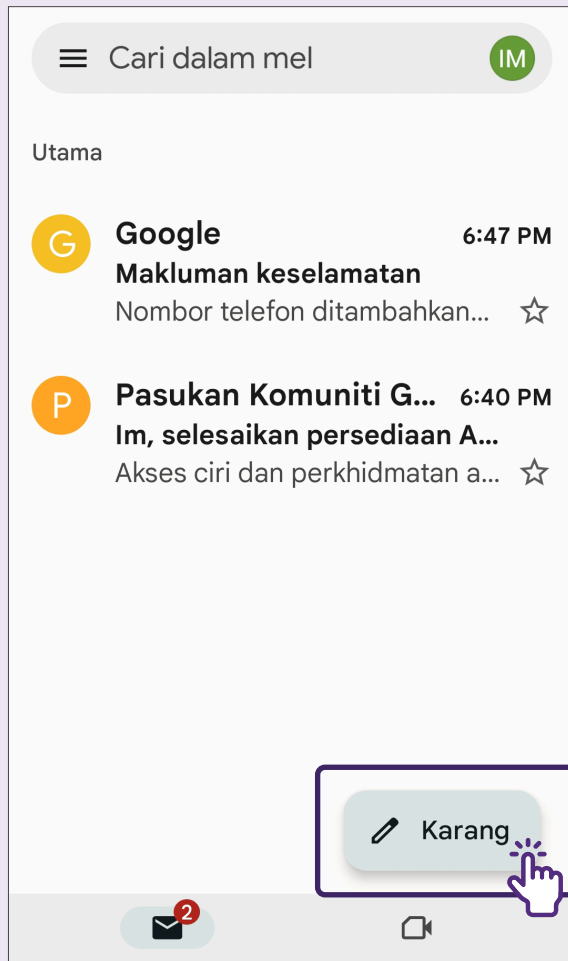 Cari dalam mel
IM
Utama
G
Google 6:47 PM
Makluman keselamatan
Nombor telefon ditambahkan...
P
Pasukan Komuniti G... 6:40 PM
Im, selesaikan persediaan A...
Akses ciri dan perkhidmatan a...
Karang
2